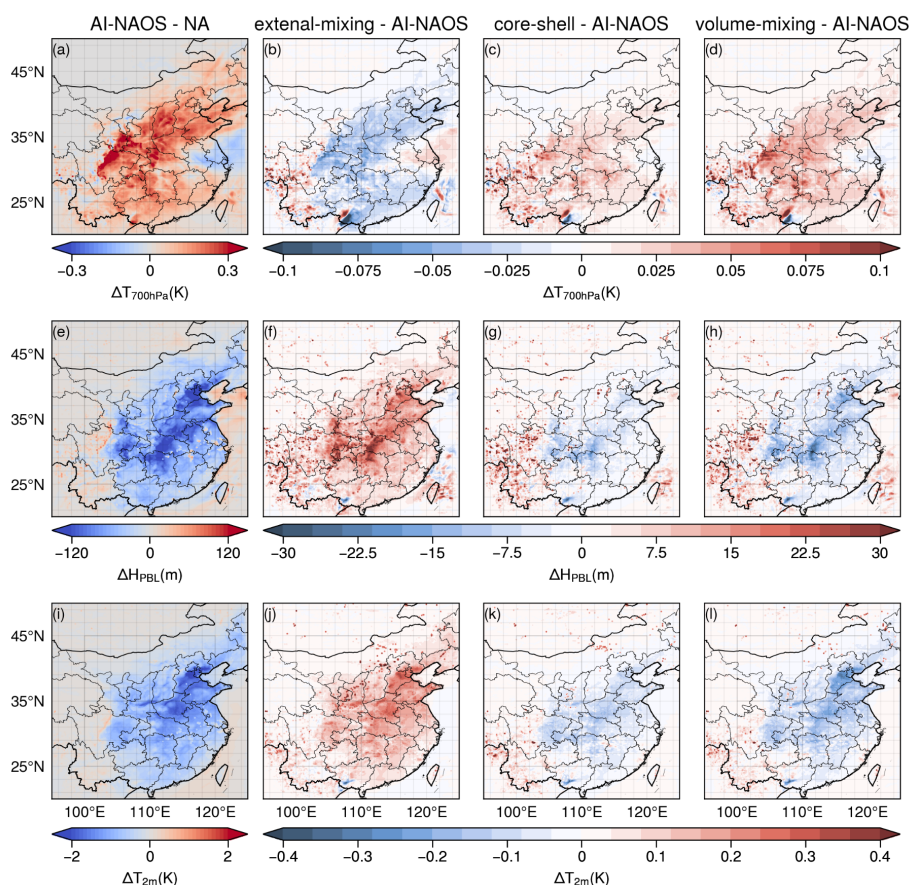 AI-NAOS - NA extenal-mixing - AI-NAOS core-shell - AI-NAOS volume-mixing - AI-NAOS
(a) (b) (c) (d)
45°N
35°N
25°N
−0.3 0 0.3 −0.1 −0.075 −0.05 −0.025 0 0.025 0.05 0.075 0.1
ΔT700hPa(K) ΔT700hPa(K)
(e) (f) (g) (h)
45°N
35°N
25°N
−120 0 120 −30 −22.5 −15 −7.5 0 7.5 15 22.5 30
ΔHPBL(m) ΔHPBL(m)
(i) (j) (k) (l)
45°N
35°N
25°N
100°E 110°E 120°E 100°E 110°E 120°E 100°E 110°E 120°E 100°E 110°E 120°E
−2 0 2 −0.4 −0.3 −0.2 −0.1 0 0.1 0.2 0.3 0.4
ΔT2m(K) ΔT2m(K)